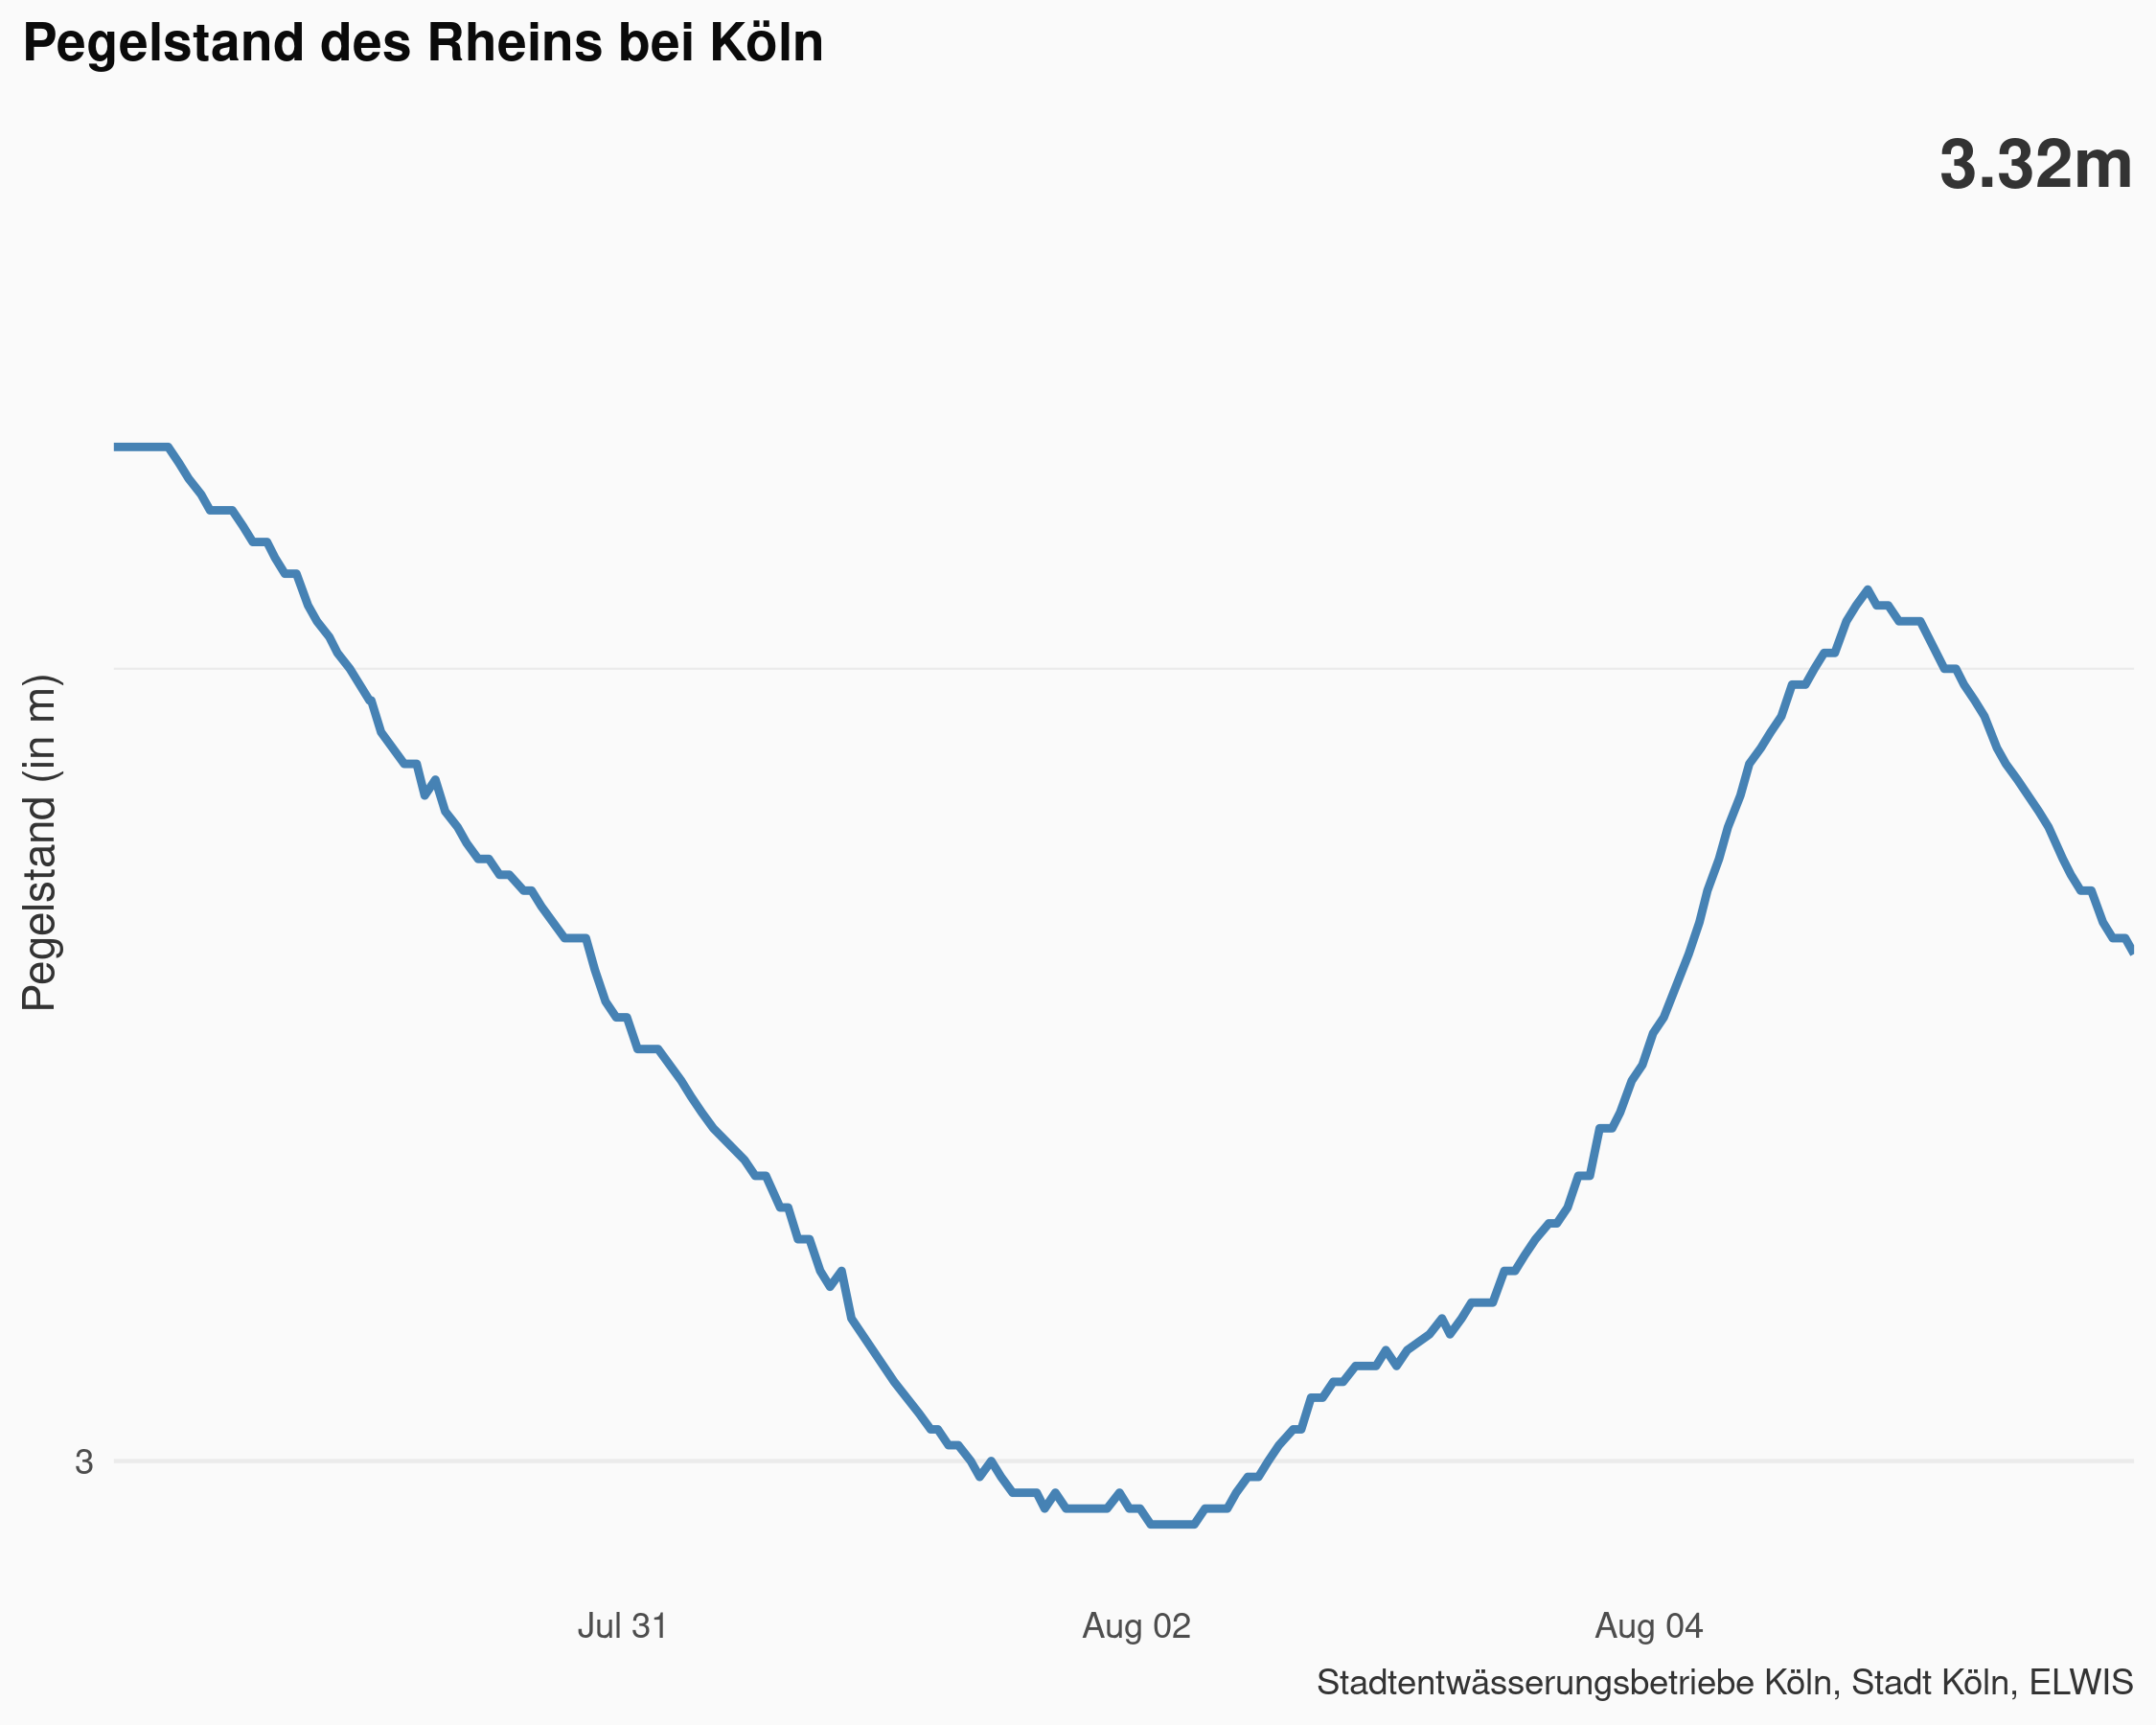 Pegelstand des Rheins bei Köln
3.32m
Pegelstand (in m)
3
Jul 31
Aug 02
Aug 04
Stadtentwässerungsbetriebe Köln, Stadt Köln, ELWIS